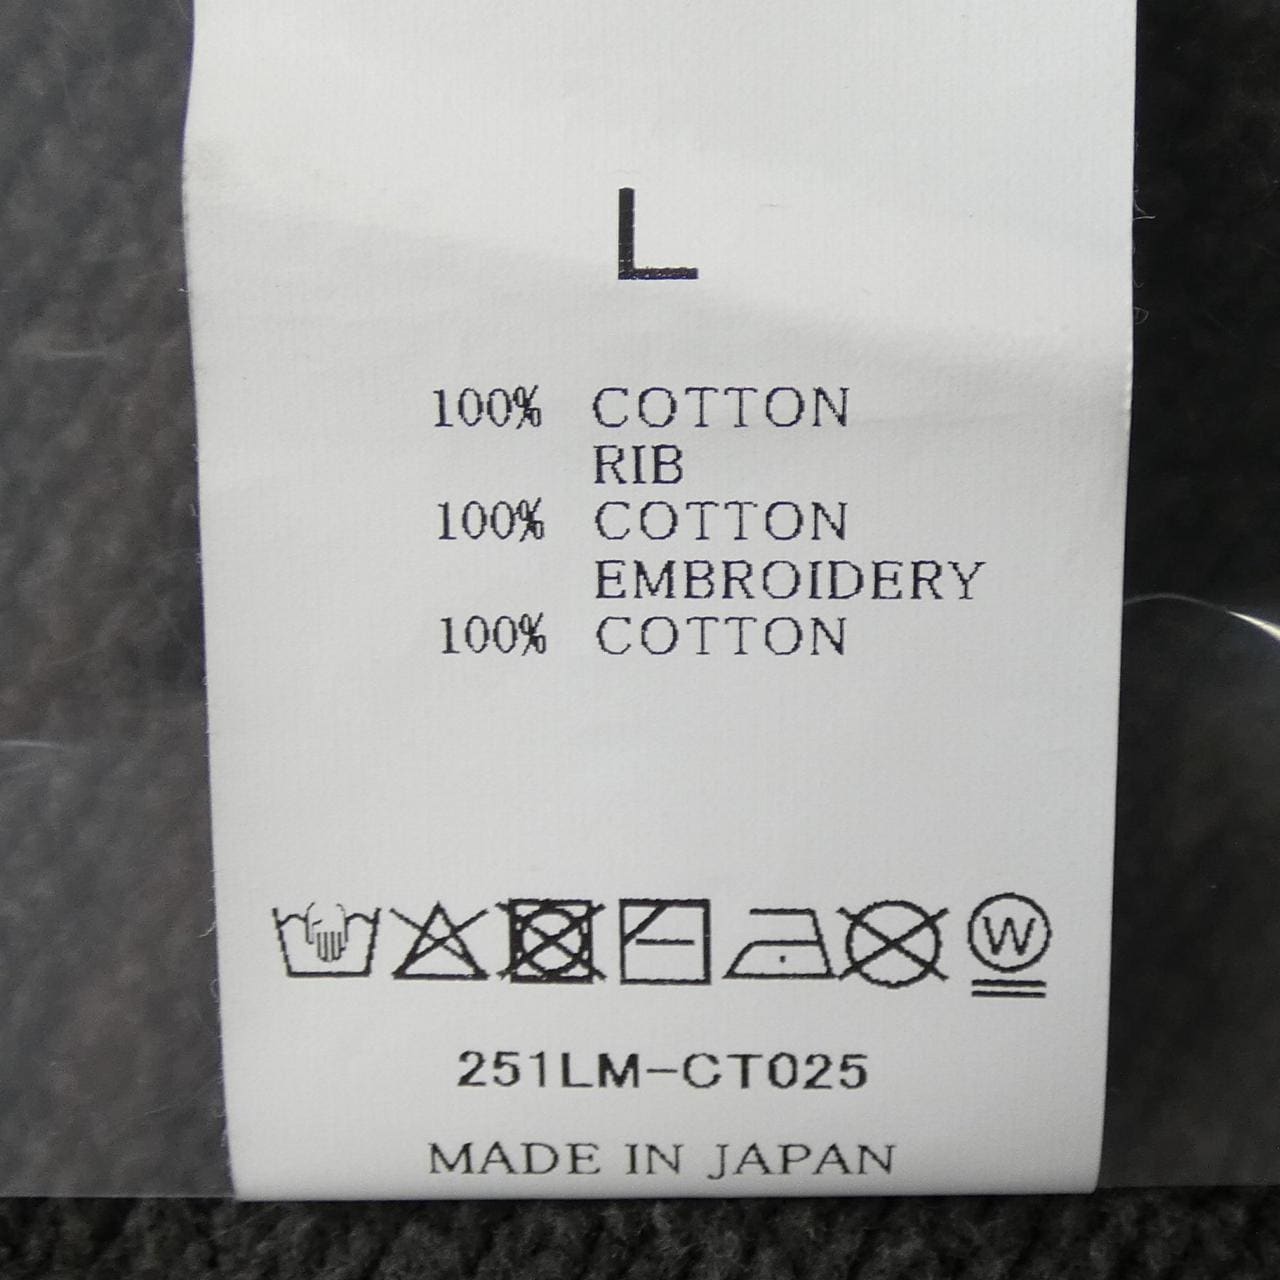 L
100% COTTON
RIB
100% COTTON
EMBROIDERY
100% COTTON
W
251LM-CT025
MADE IN JAPAN